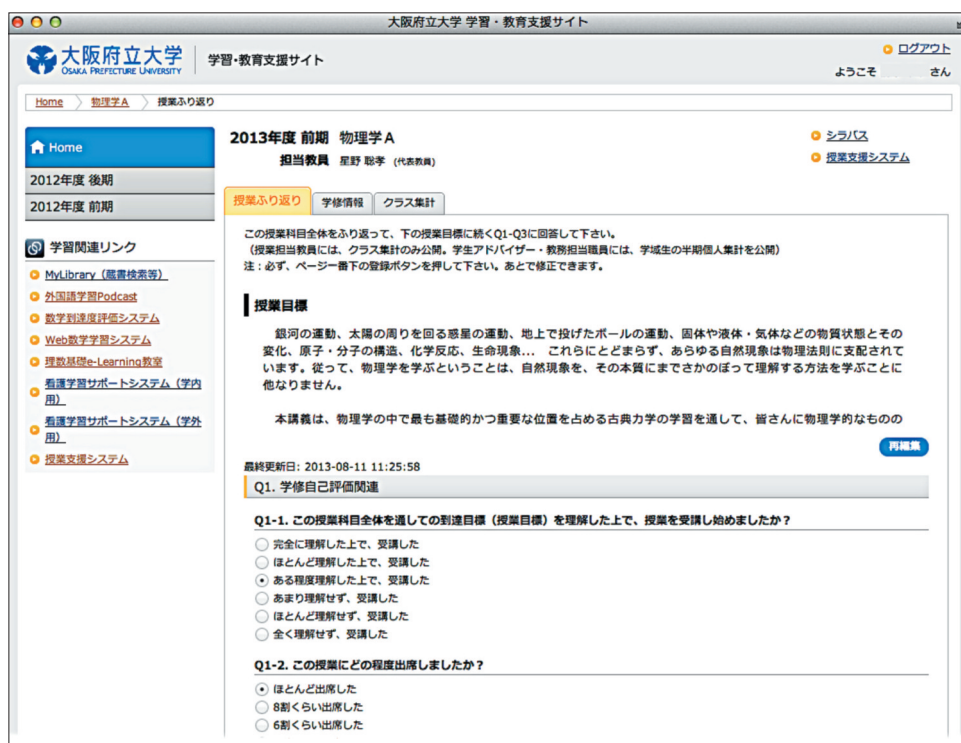 大阪府立大学 学習・教育支援サイト
大阪府立大学
OSAKA PREFECTURE UNIVERSITY
学習・教育支援サイト
ログアウト
ようこそ さん
Home 物理学A 授業ふり返り
Home
2012年度 後期
2012年度 前期
学習関連リンク
MyLibrary（蔵書検索等）
外国語学習Podcast
数学到達度評価システム
Web数学学習システム
理数基礎e-Learning教室
看護学習サポートシステム（学内
用）
看護学習サポートシステム（学外
用）
授業支援システム
2013年度 前期 物理学A
担当教員 星野 聡孝 (代表教員)
シラバス
授業支援システム
授業ふり返り 学修情報 クラス集計
この授業科目全体をふり返って、下の授業目標に続くQ1-Q3に回答して下さい。
（授業担当教員には、クラス集計のみ公開。学生アドバイザー・教務担当職員には、学域生の半期個人集計を公開）
注：必ず、ページ一番下の登録ボタンを押して下さい。あとで修正できます。
授業目標
銀河の運動、太陽の周りを回る惑星の運動、地上で投げたボールの運動、固体や液体・気体などの物質状態とその
変化、原子・分子の構造、化学反応、生命現象... これらにとどまらず、あらゆる自然現象は物理法則に支配されて
います。従って、物理学を学ぶということは、自然現象を、その本質にまでさかのぼって理解する方法を学ぶことに
他なりません。
本講義は、物理学の中で最も基礎的かつ重要な位置を占める古典力学の学習を通して、皆さんに物理学的なものの
再編集
最終更新日: 2013-08-11 11:25:58
Q1. 学修自己評価関連
Q1-1. この授業科目全体を通しての到達目標（授業目標）を理解した上で、授業を受講し始めましたか？
完全に理解した上で、受講した
ほとんど理解した上で、受講した
ある程度理解した上で、受講した
あまり理解せず、受講した
ほとんど理解せず、受講した
全く理解せず、受講した
Q1-2. この授業にどの程度出席しましたか？
ほとんど出席した
8割くらい出席した
6割くらい出席した